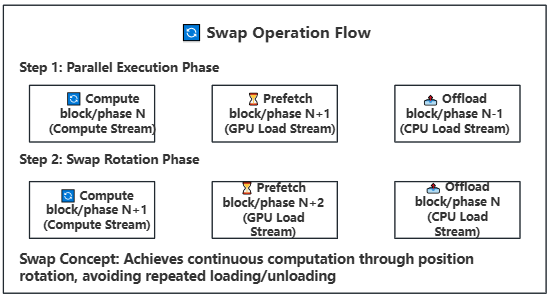 🔄 Swap Operation Flow
Step 1: Parallel Execution Phase
🔄 Compute
block/phase N
(Compute Stream)
⏳ Prefetch
block/phase N+1
(GPU Load Stream)
📤 Offload
block/phase N-1
(CPU Load Stream)
Step 2: Swap Rotation Phase
🔄 Compute
block/phase N+1
(Compute Stream)
⏳ Prefetch
block/phase N+2
(GPU Load
Stream)
📤 Offload
block/phase N
(CPU Load
Stream)
Swap Concept: Achieves continuous computation through position
rotation, avoiding repeated loading/unloading